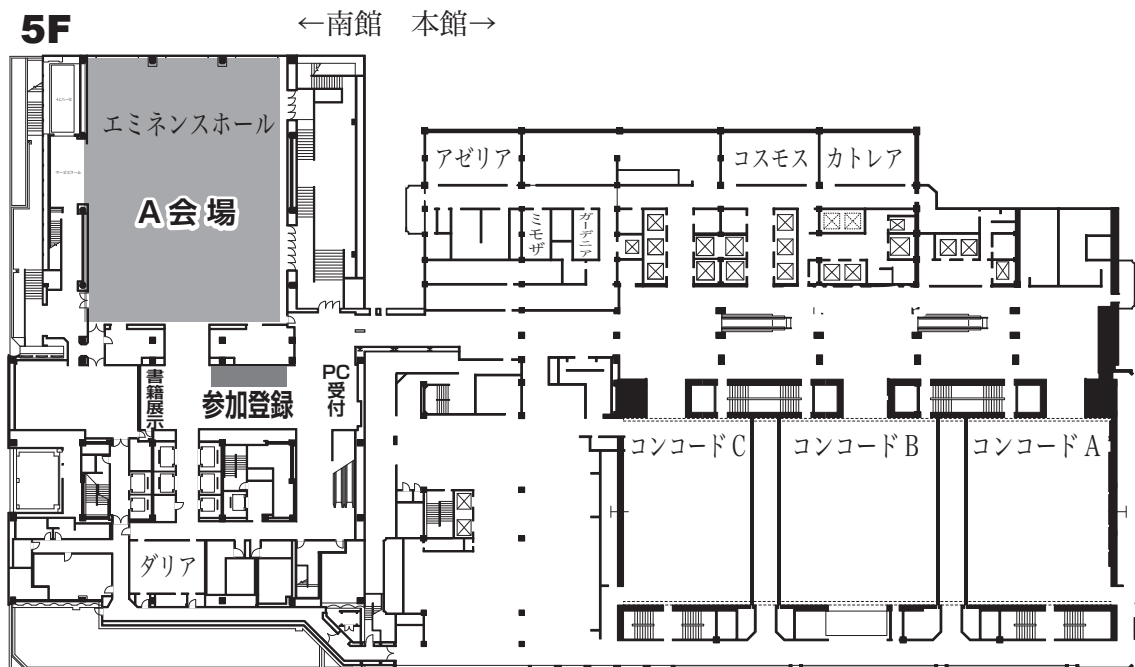 5F
←南館　本館→
エミネンスホール
A会場
アゼリア
コスモス
カトレア
ミモザ
ガーデニア
書籍展示
参加登録
PC
受付
コンコードC
コンコードB
コンコードA
ダリア